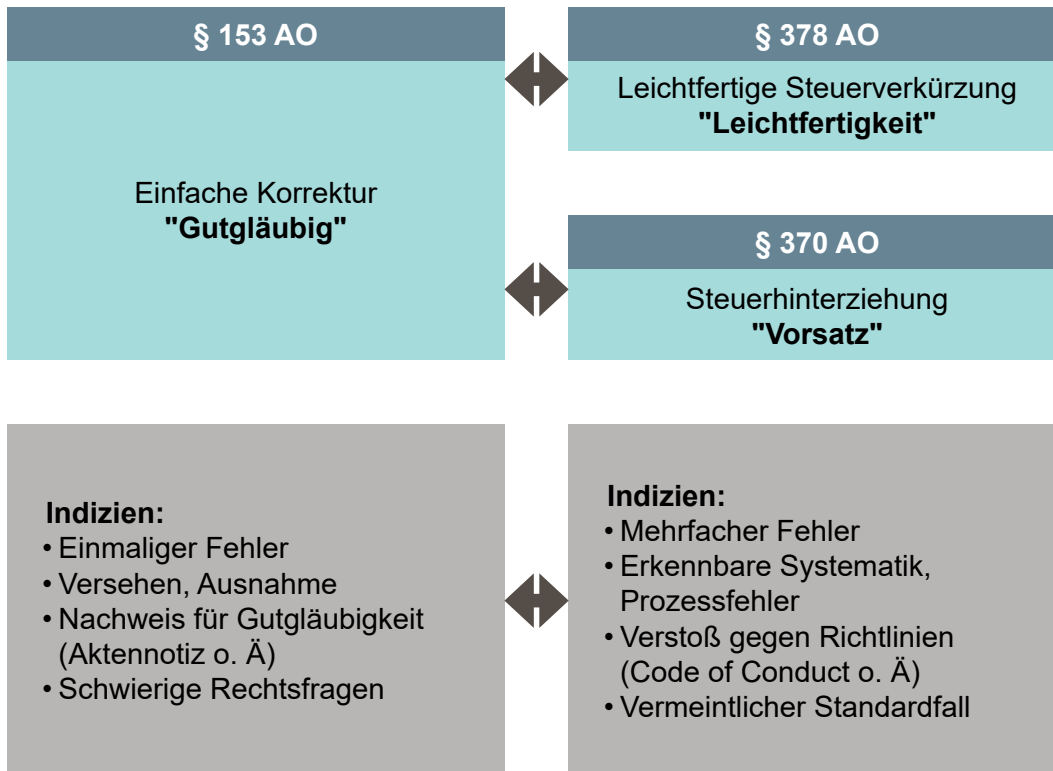 § 153 AO
Einfache Korrektur
"Gutgläubig"
§ 378 AO
Leichtfertige Steuerverkürzung
"Leichtfertigkeit"
§ 370 AO
Steuerhinterziehung
"Vorsatz"
Indizien:
• Einmaliger Fehler
• Versehen, Ausnahme
• Nachweis für Gutgläubigkeit
(Aktennotiz o. Ä)
• Schwierige Rechtsfragen
Indizien:
• Mehrfacher Fehler
• Erkennbare Systematik,
Prozessfehler
• Verstoß gegen Richtlinien
(Code of Conduct o. Ä)
• Vermeintlicher Standardfall